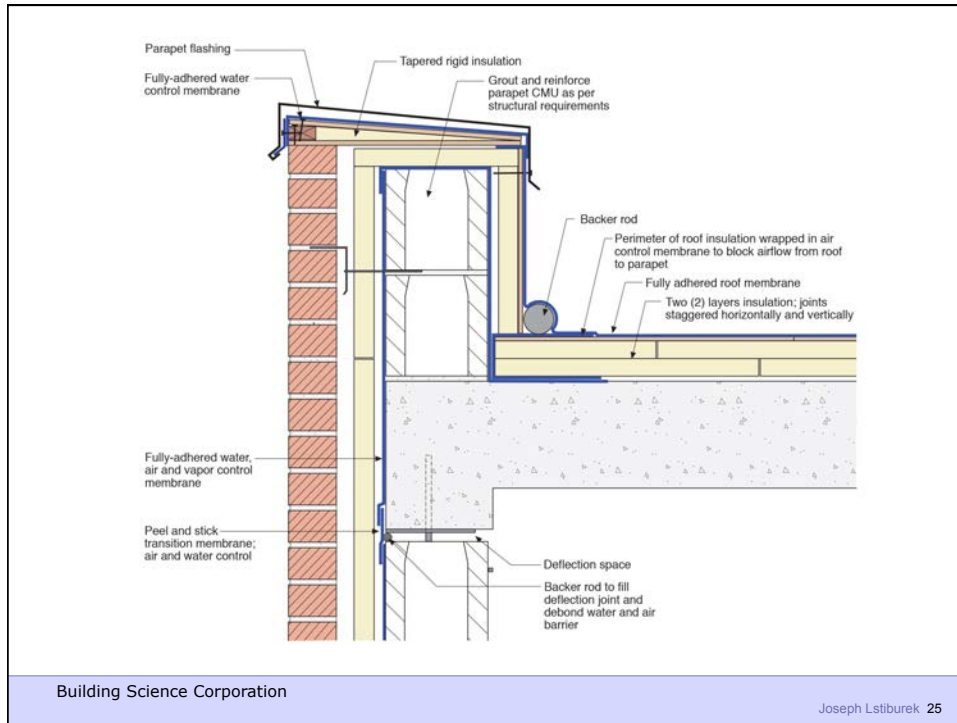 Parapet flashing
Fully-adhered water
control membrane
Tapered rigid insulation
Grout and reinforce
parapet CMU as per
structural requirements
Backer rod
Perimeter of roof insulation wrapped in air
control membrane to block airflow from roof
to parapet
Fully adhered roof membrane
Two (2) layers insulation; joints
staggered horizontally and vertically
Fully-adhered water,
air and vapor control
membrane
Peel and stick
transition membrane;
air and water control
Deflection space
Backer rod to fill
deflection joint and
debond water and air
barrier
Building Science Corporation
Joseph Lstiburek 25